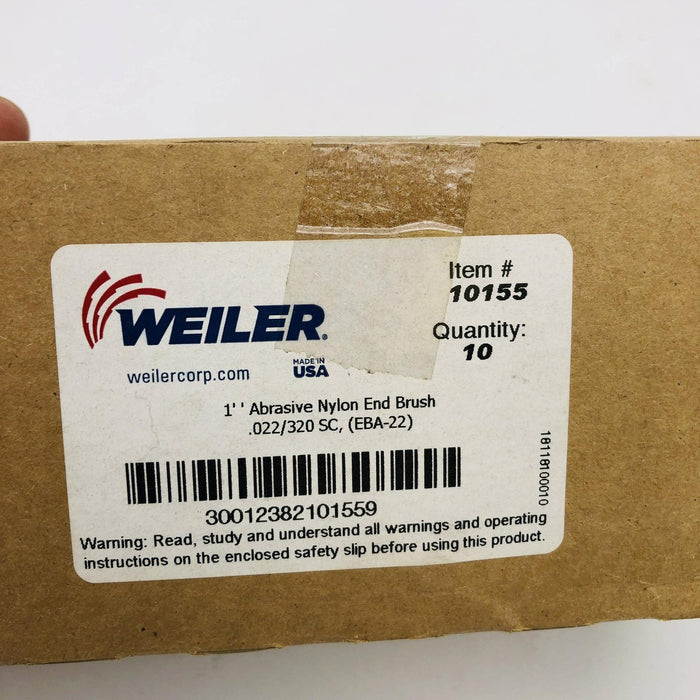 WEILER®
weilercorp.com
MADE IN
USA
Item #
10155
Quantity:
10
1'' Abrasive Nylon End Brush
.022/320 SC, (EBA-22)
30012382101559
18118100010
Warning: Read, study and understand all warnings and operating
instructions on the enclosed safety slip before using this product.